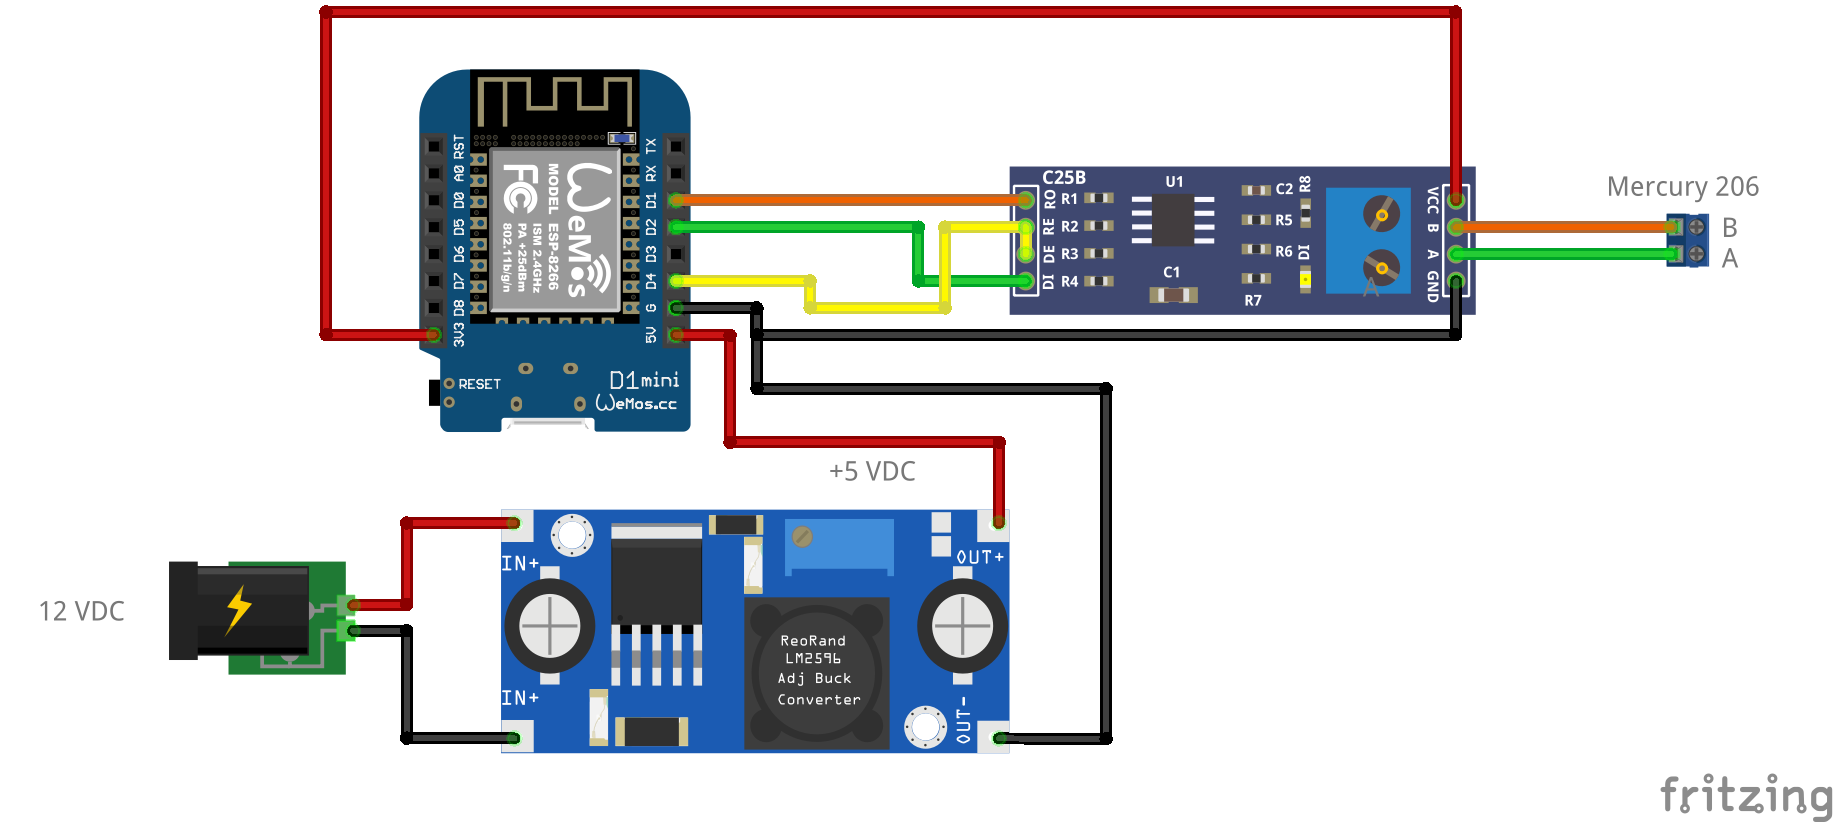 RST
A0
D0
D5
D6
D7
D8
3V3
TX
RX
D1
D2
D3
D4
G
5V
WeMos
MODEL ESP-8266
ISM 2.4GHz
PA +25dBm
802.11b/g/n
FC
RESET
D1mini
WeMos.cc
C25B
RO
RE
DE
DI
R1
R2
R3
R4
U1
C1
C2
R5
R6
R7
R8
DI
A
VCC
B
A
GND
Mercury 206
B
A
+5 VDC
12 VDC
IN+
IN+
OUT+
OUT-
ReoRand
LM2596
Adj Buck
Converter
fritzing